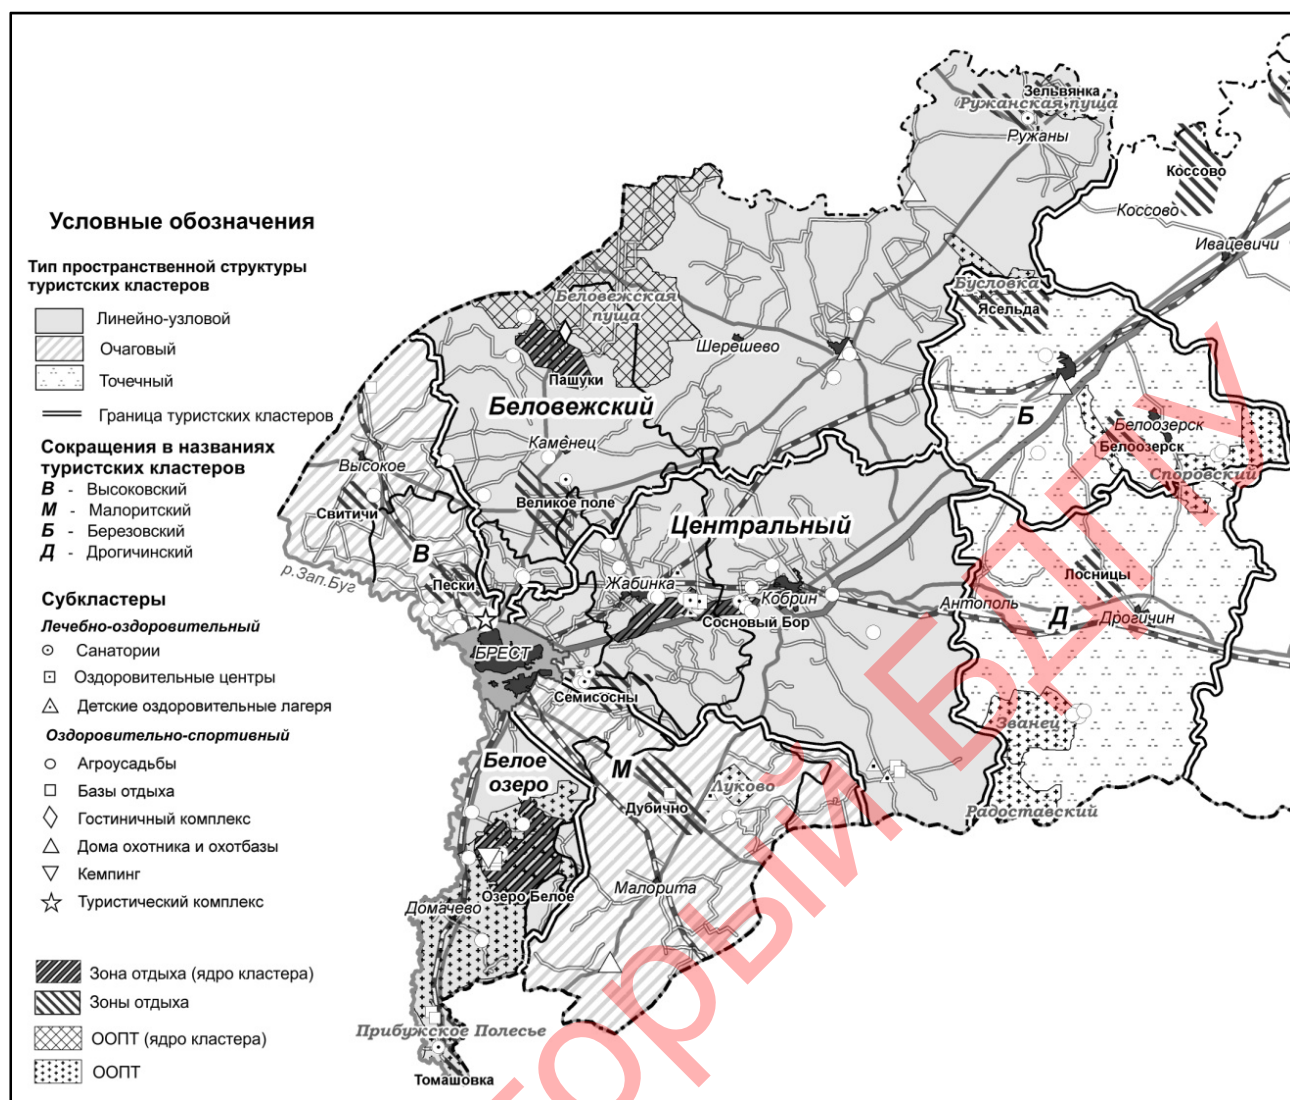 Условные обозначения
Тип пространственной структуры
туристских кластеров
Линейно-узловой
Очаговый
Точечный
Граница туристских кластеров
Сокращения в названиях
туристских кластеров
В - Высоковский
М - Малоритский
Б - Березовский
Д - Дрогичинский
Субкластеры
Лечебно-оздоровительный
Санатории
Оздоровительные центры
Детские оздоровительные лагеря
Оздоровительно-спортивный
Агроусадьбы
Базы отдыха
Гостиничный комплекс
Дома охотника и охотбазы
Кемпинг
Туристический комплекс
Зона отдыха (ядро кластера)
Зоны отдыха
ООПТ (ядро кластера)
ООПТ
Зельвянка
Ружанская пуща
Ружаны
Коссово
Коссово
Ивацевичи
Бусловка
Ясельда
Беловежская
пуща
Шерешево
Пашуки
Беловежский
Каменец
Б
Белоозерск
Белоозерск
Споровский
Высокое
Свитичи
Великое поле
Центральный
В
р.Зап.Буг
Пески
Жабинка
Кобрин
Сосновый Бор
Антополь
Лосницы
Д
Дрогичин
БРЕСТ
Семисосны
Званец
Радоставский
Белое
озеро
М
Дубично
Луково
Малорита
Озеро Белое
Домачево
Прибужское Полесье
Томашовка
торый БДПУ